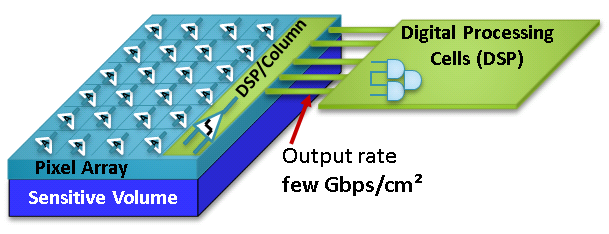 Digital Processing
Cells (DSP)
DSP/Column
Output rate
few Gbps/cm²
Pixel Array
Sensitive Volume